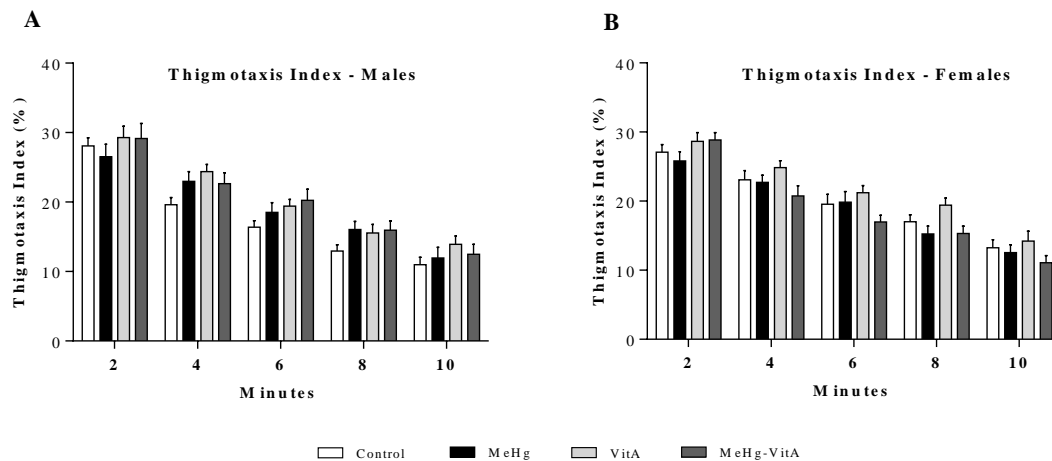 A
B
Thigmotaxis Index - Males
Thigmotaxis Index (%)
40
30
20
10
0
2 4 6 8 10
Minutes
Thigmotaxis Index - Females
Thigmotaxis Index (%)
40
30
20
10
0
2 4 6 8 10
Minutes
Control MeHg VitA MeHg-VitA